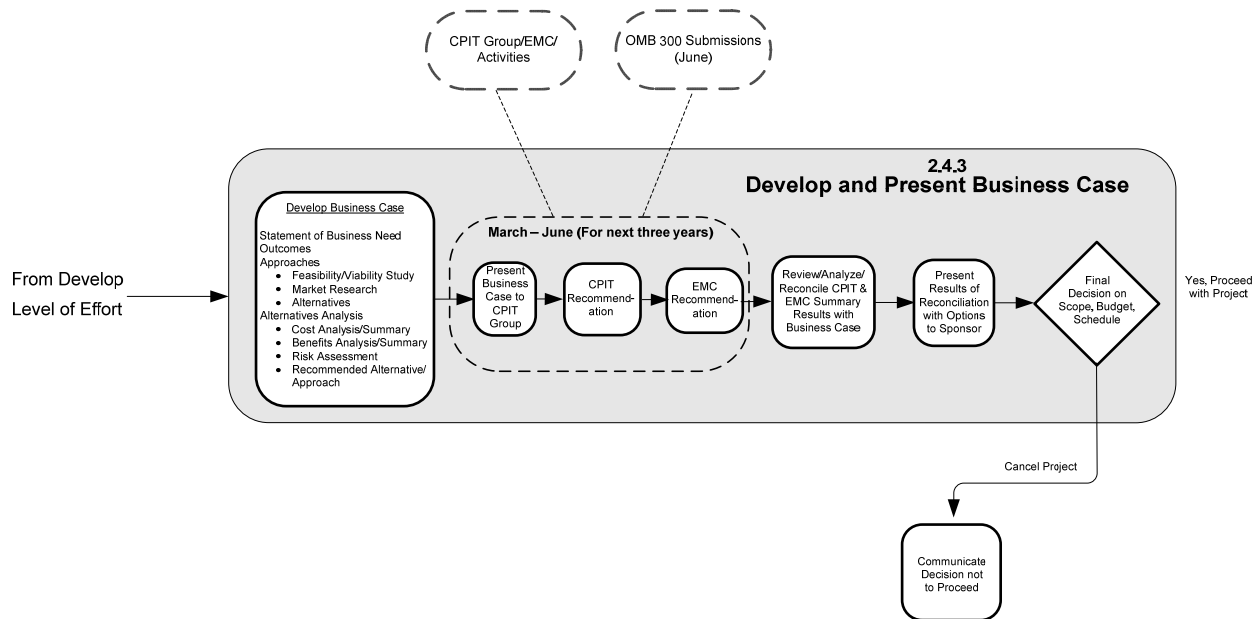 CPIT Group/EMC/
Activities
OMB 300 Submissions
(June)
2.4.3
Develop and Present Business Case
From Develop
Level of Effort
Develop Business Case
Statement of Business Need
Outcomes
Approaches
• Feasibility/Viability Study
• Market Research
• Alternatives
Alternatives Analysis
• Cost Analysis/Summary
• Benefits Analysis/Summary
• Risk Assessment
• Recommended Alternative/
Approach
March – June (For next three years)
Present
Business
Case to
CPIT
Group
CPIT
Recommend-
ation
EMC
Recommend-
ation
Review/Analyze/
Reconcile CPIT &
EMC Summary
Results with
Business Case
Present
Results of
Reconciliation
with Options
to Sponsor
Final
Decision on
Scope, Budget,
Schedule
Yes, Proceed
with Project
Cancel Project
Communicate
Decision not
to Proceed